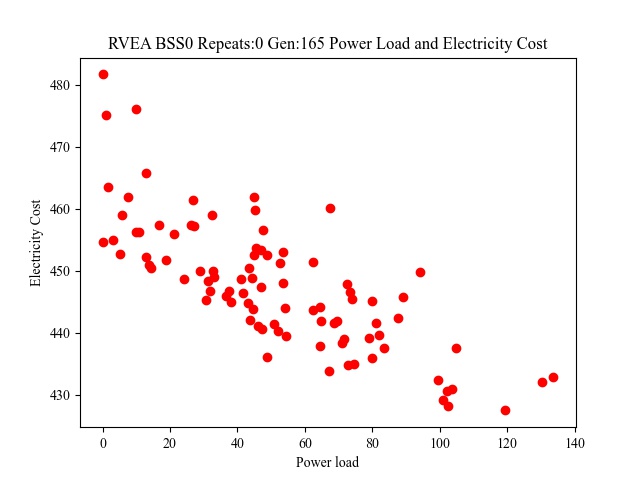 RVEA BSS0 Repeats:0 Gen:165 Power Load and Electricity Cost
480
470
460
450
440
430
Electricity Cost
0 20 40 60 80 100 120 140
Power load